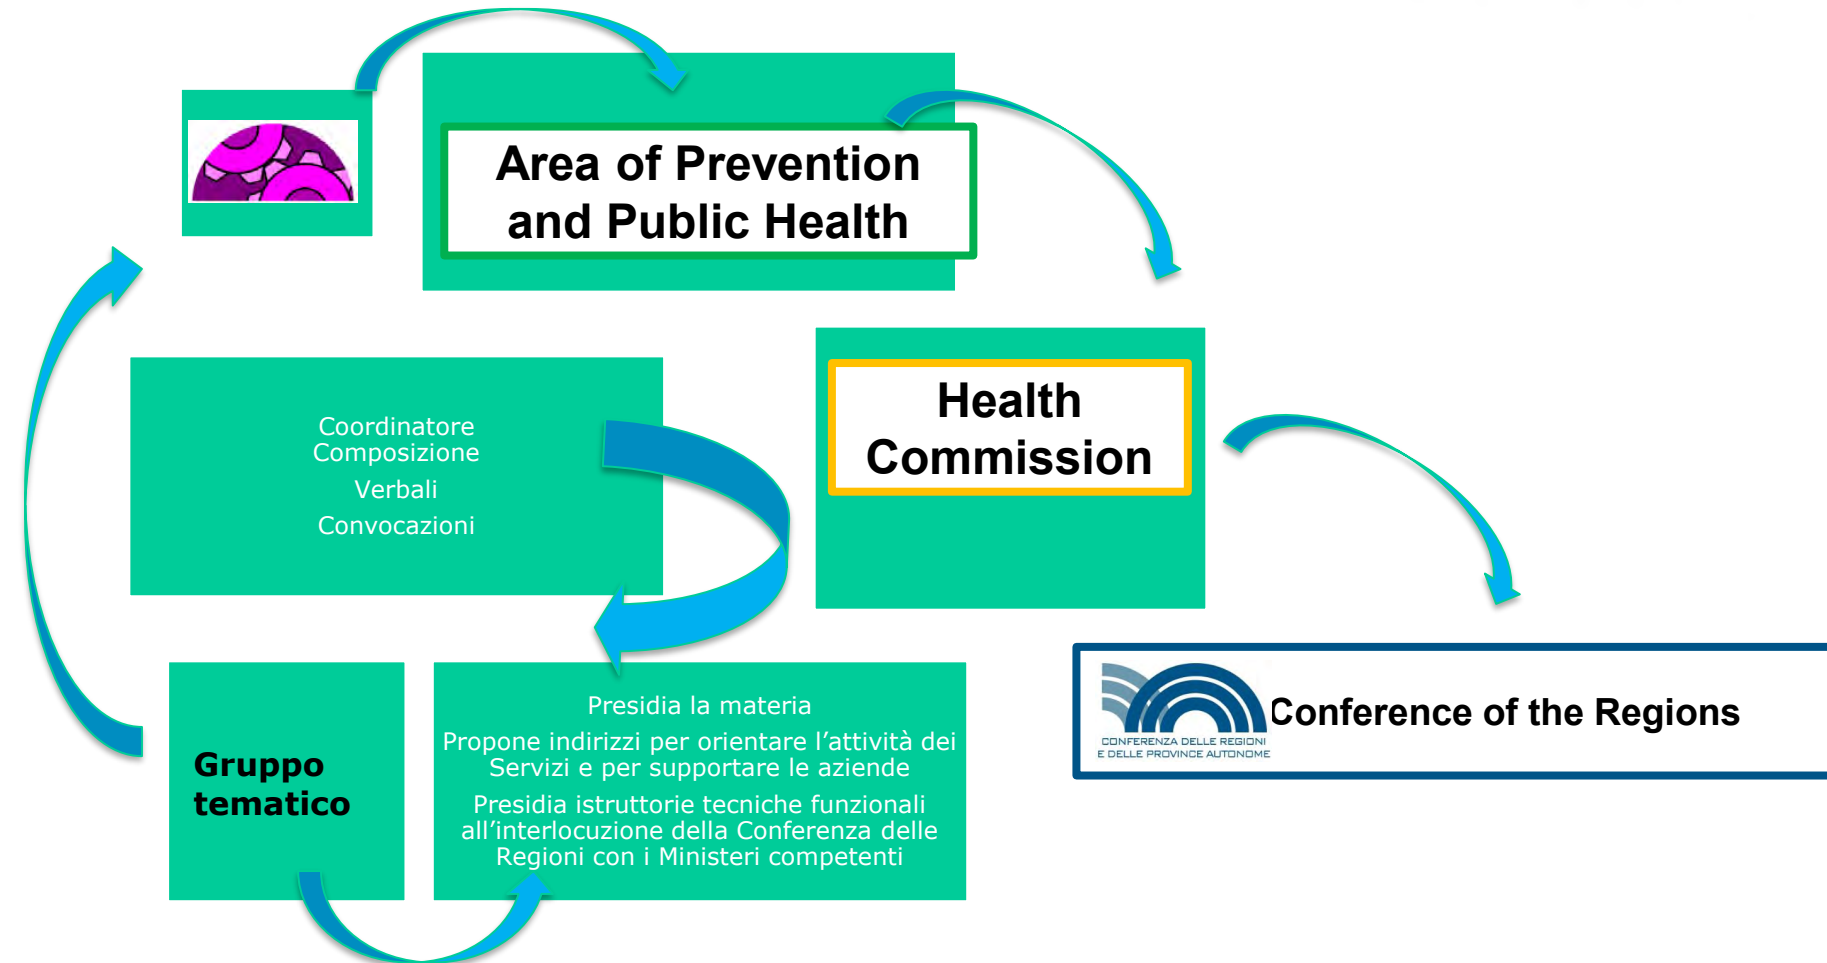 Area of Prevention
and Public Health
Coordinatore
Composizione
Verbali
Convocazioni
Health
Commission
Gruppo
tematico
Presidia la materia
Propone indirizzi per orientare l’attività dei
Servizi e per supportare le aziende
Presidia istruttorie tecniche funzionali
all’interlocuzione della Conferenza delle
Regioni con i Ministeri competenti
CONFERENZA DELLE REGIONI
E DELLE PROVINCE AUTONOME
Conference of the Regions